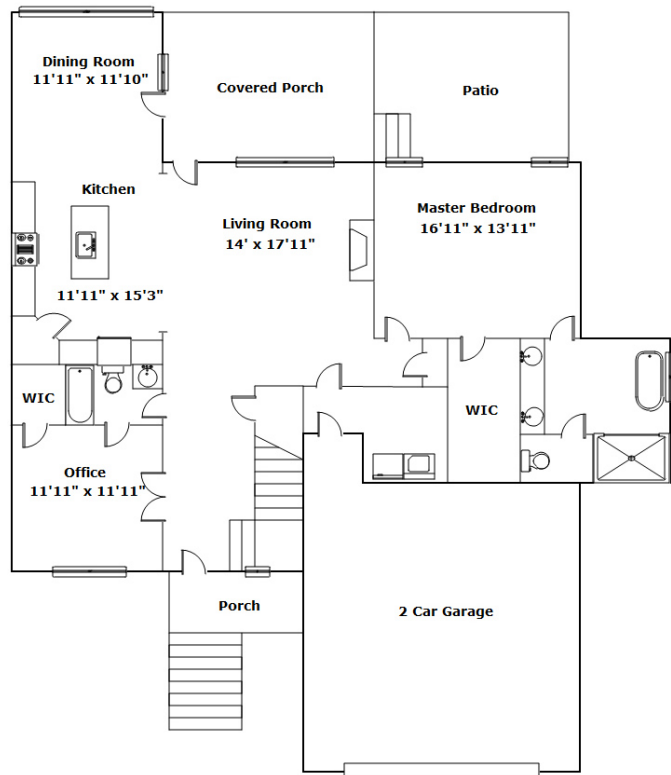 Dining Room
11'11" x 11'10"
Covered Porch
Patio
Kitchen
11'11" x 15'3"
Living Room
14' x 17'11"
Master Bedroom
16'11" x 13'11"
WIC
WIC
Office
11'11" x 11'11"
Porch
2 Car Garage